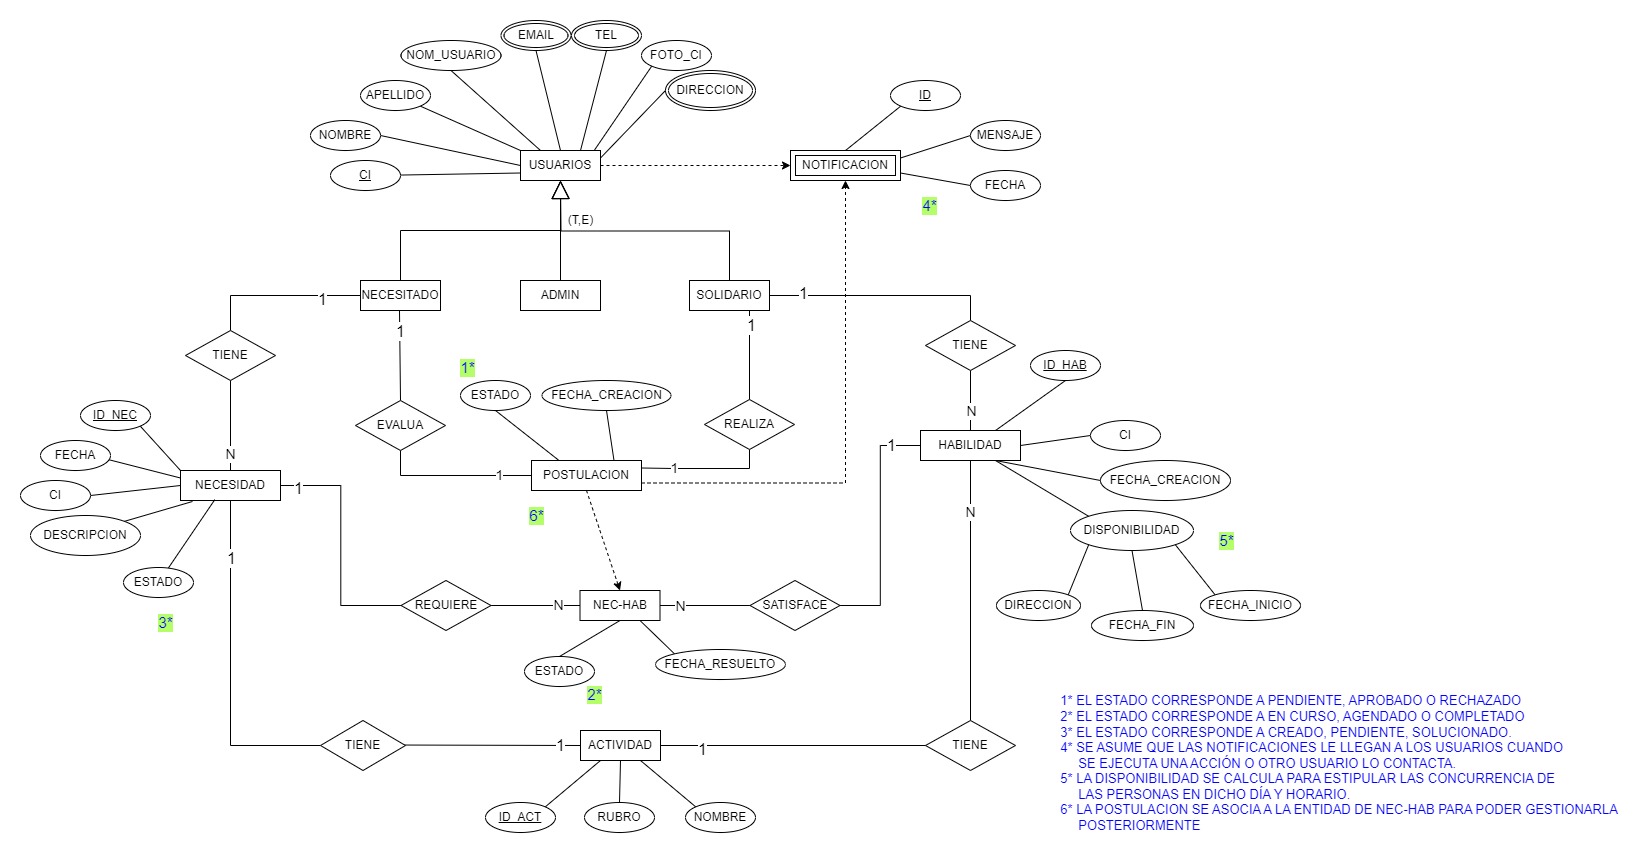 EMAIL
TEL
NOM_USUARIO
FOTO_CI
APELLIDO
DIRECCION
ID
NOMBRE
MENSAJE
USUARIOS
NOTIFICACION
CI
FECHA
4*
(T,E)
NECESITADO
ADMIN
SOLIDARIO
1
1
1
1
TIENE
TIENE
1*
ID_HAB
ESTADO
FECHA_CREACION
ID_NEC
N
EVALUA
REALIZA
CI
HABILIDAD
1
FECHA
N
1
1
POSTULACION
NECESIDAD
1
CI
FECHA_CREACION
6*
N
DESCRIPCION
DISPONIBILIDAD
5*
1
ESTADO
REQUIERE
N
NEC-HAB
N
SATISFACE
DIRECCION
FECHA_INICIO
3*
FECHA_FIN
ESTADO
FECHA_RESUELTO
2*
TIENE
1
ACTIVIDAD
1
TIENE
ID_ACT
RUBRO
NOMBRE
1* EL ESTADO CORRESPONDE A PENDIENTE, APROBADO O RECHAZADO
2* EL ESTADO CORRESPONDE A EN CURSO, AGENDADO O COMPLETADO
3* EL ESTADO CORRESPONDE A CREADO, PENDIENTE, SOLUCIONADO.
4* SE ASUME QUE LAS NOTIFICACIONES LE LLEGAN A LOS USUARIOS CUANDO
SE EJECUTA UNA ACCIÓN O OTRO USUARIO LO CONTACTA.
5* LA DISPONIBILIDAD SE CALCULA PARA ESTIPULAR LAS CONCURRENCIA DE
LAS PERSONAS EN DICHO DÍA Y HORARIO.
6* LA POSTULACION SE ASOCIA A LA ENTIDAD DE NEC-HAB PARA PODER GESTIONARLA
POSTERIORMENTE